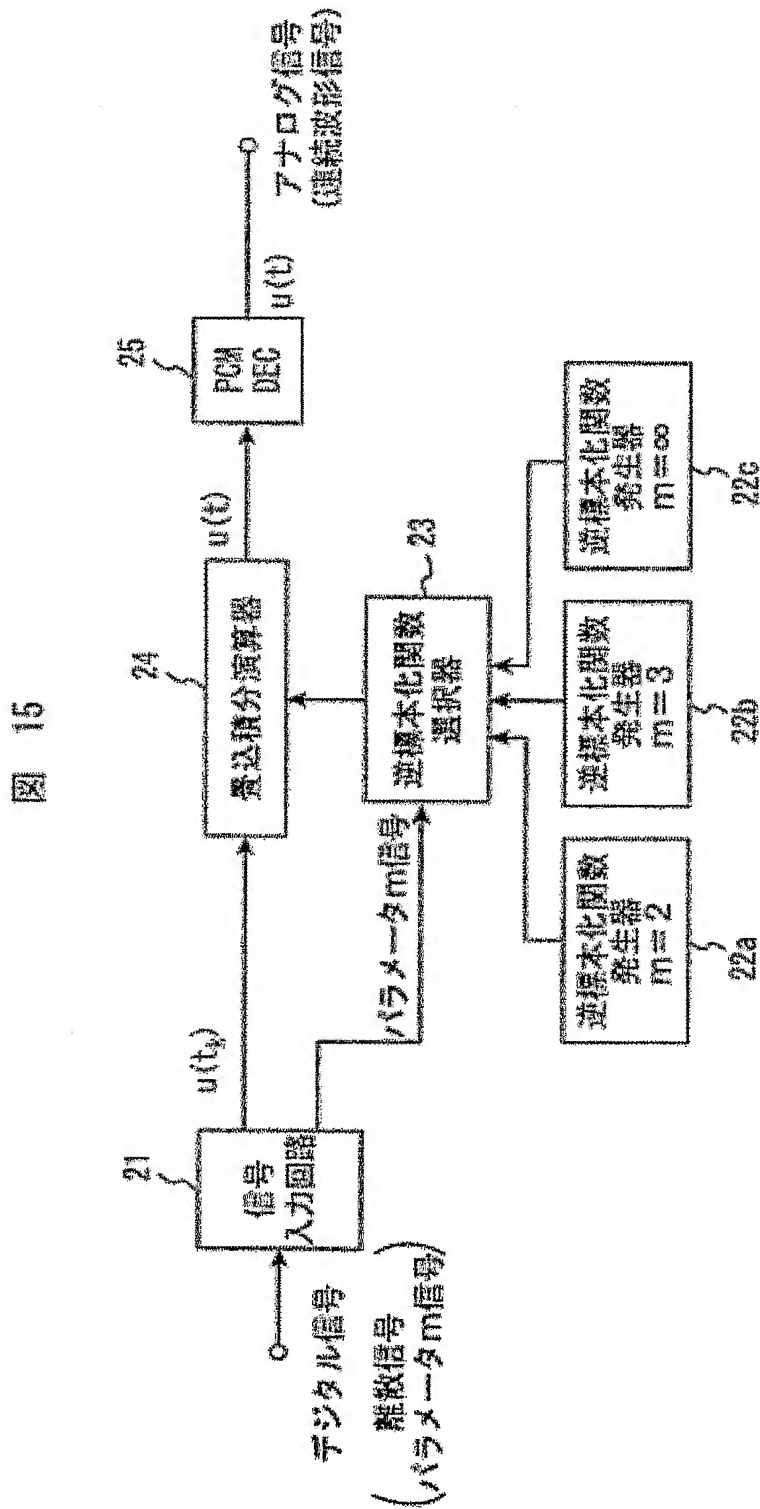 図 15
デジタル信号
離散信号
(パラメータm信号)
21
信号
入力回路
u(tₖ)
パラメータm信号
24
畳込積分演算器
u(t)
25
PCM
DEC
u(t)
アナログ信号
(連続波形信号)
23
逆標本化関数
選択器
逆標本化関数
発生器
m=2
22a
逆標本化関数
発生器
m=3
22b
逆標本化関数
発生器
m=∞
22c